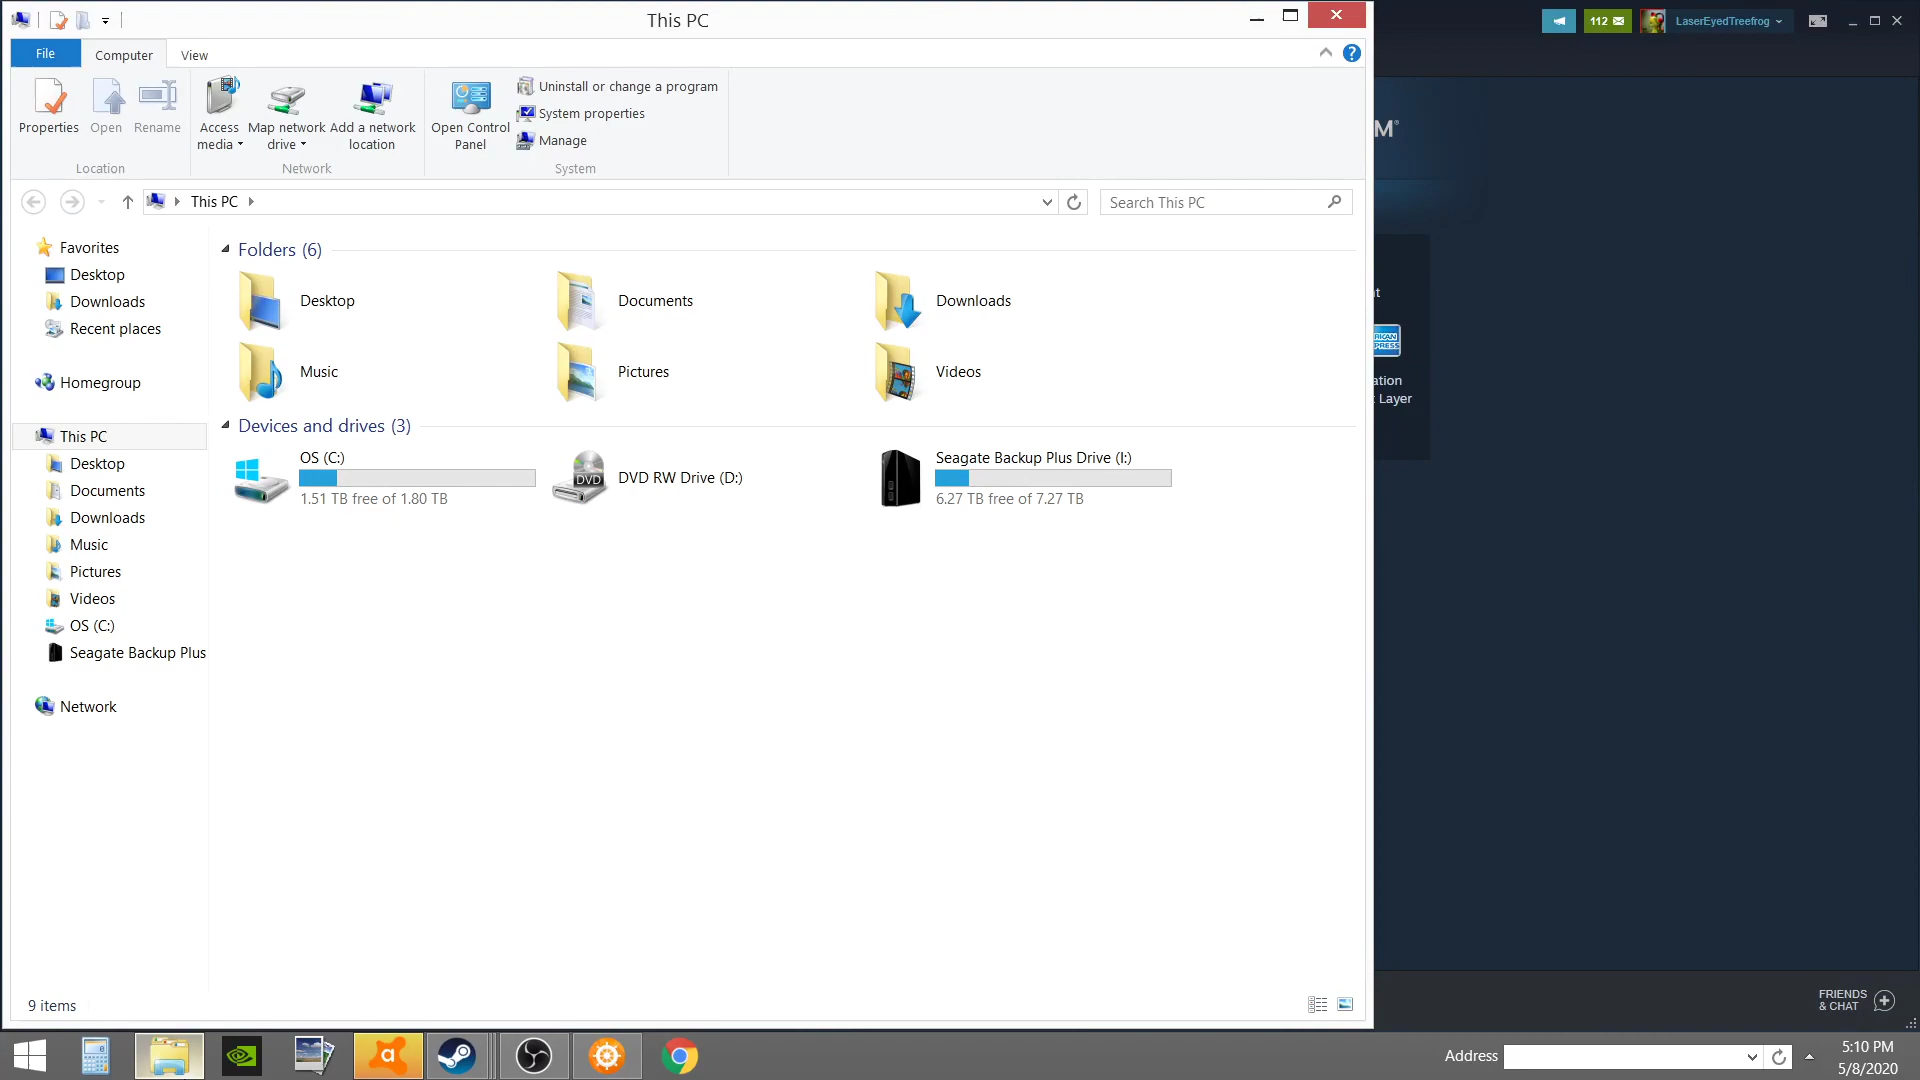 This PC
112
LaserEyedTreefrog
File
Computer
View
Properties
Open
Rename
Access media
Map network drive
Add a network location
Open Control Panel
Uninstall or change a program
System properties
Manage
Location
Network
System
M®
This PC
Search This PC
Favorites
Desktop
Downloads
Recent places
Homegroup
This PC
Desktop
Documents
Downloads
Music
Pictures
Videos
OS (C:)
Seagate Backup Plus
Network
Folders (6)
Desktop
Documents
Downloads
Music
Pictures
Videos
Devices and drives (3)
OS (C:)
1.51 TB free of 1.80 TB
DVD
DVD RW Drive (D:)
Seagate Backup Plus Drive (I:)
6.27 TB free of 7.27 TB
RICAN
PRESS
ation
Layer
9 items
FRIENDS
& CHAT
Address
5:10 PM
5/8/2020